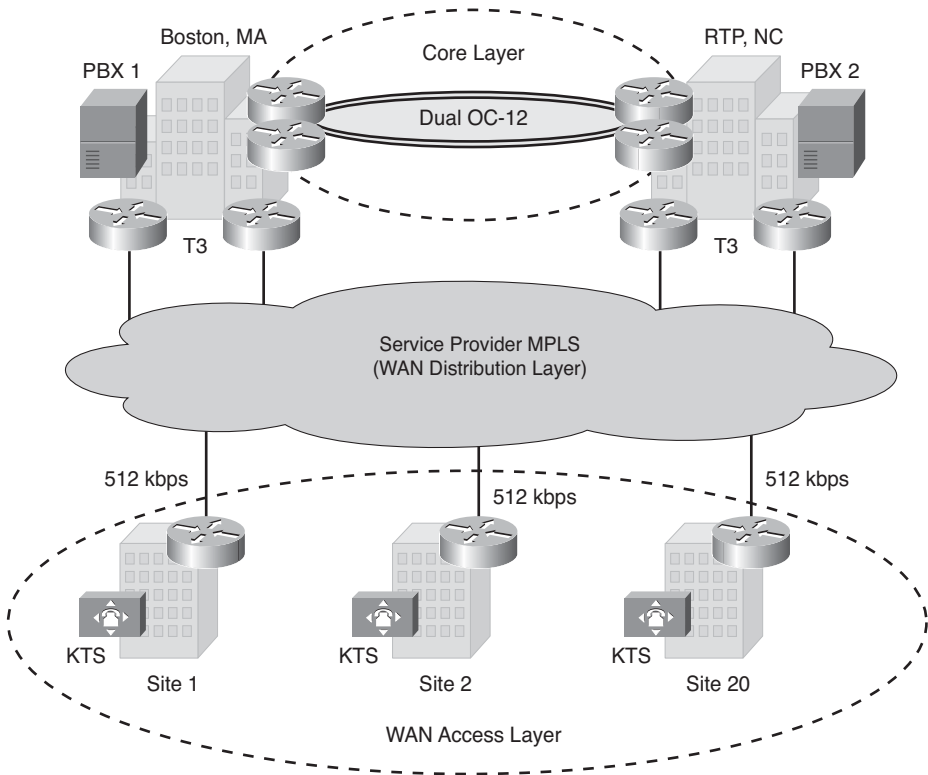 Boston, MA
Core Layer
RTP, NC
PBX 1
PBX 2
Dual OC-12
T3
T3
Service Provider MPLS
(WAN Distribution Layer)
512 kbps
512 kbps
512 kbps
KTS
KTS
KTS
Site 1
Site 2
Site 20
WAN Access Layer